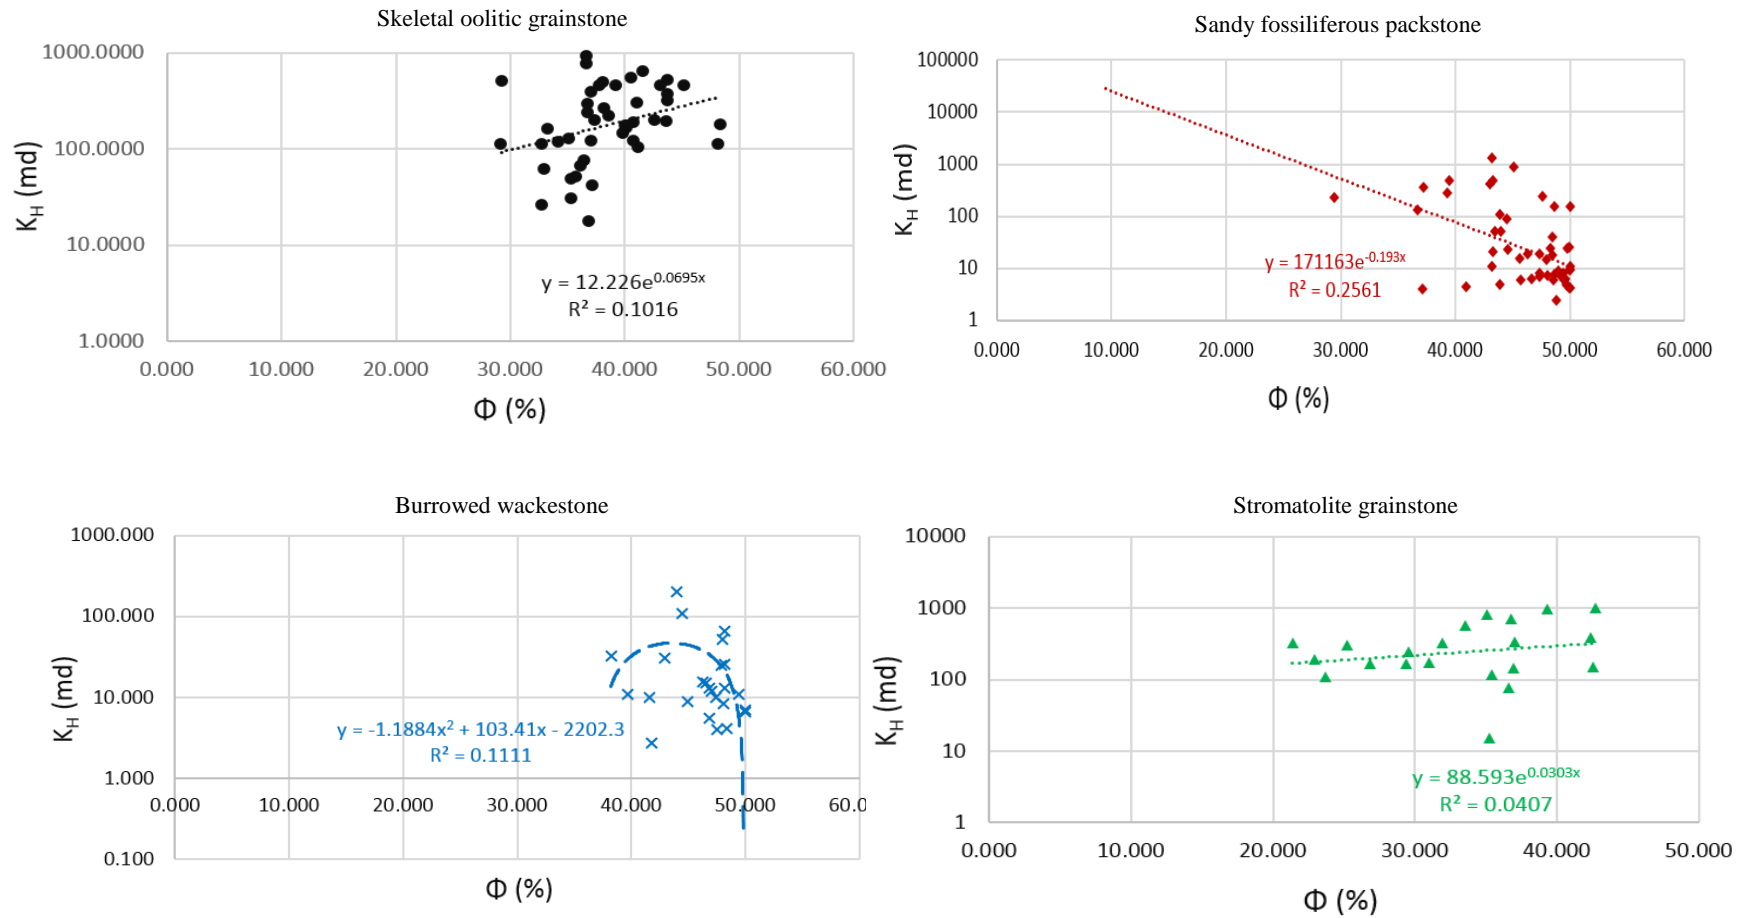 Skeletal oolitic grainstone
1000.0000
100.0000
10.0000
1.0000
K_H (md)
y = 12.226e^0.0695x
R² = 0.1016
0.000 10.000 20.000 30.000 40.000 50.000 60.000
Φ (%)
Sandy fossiliferous packstone
100000
10000
1000
100
10
1
K_H (md)
y = 171163e^-0.193x
R² = 0.2561
0.000 10.000 20.000 30.000 40.000 50.000 60.000
Φ (%)
Burrowed wackestone
1000.000
100.000
10.000
1.000
0.100
K_H (md)
y = -1.1884x² + 103.41x - 2202.3
R² = 0.1111
0.000 10.000 20.000 30.000 40.000 50.000 60.0
Φ (%)
Stromatolite grainstone
10000
1000
100
10
1
K_H (md)
y = 88.593e^0.0303x
R² = 0.0407
0.000 10.000 20.000 30.000 40.000 50.000
Φ (%)